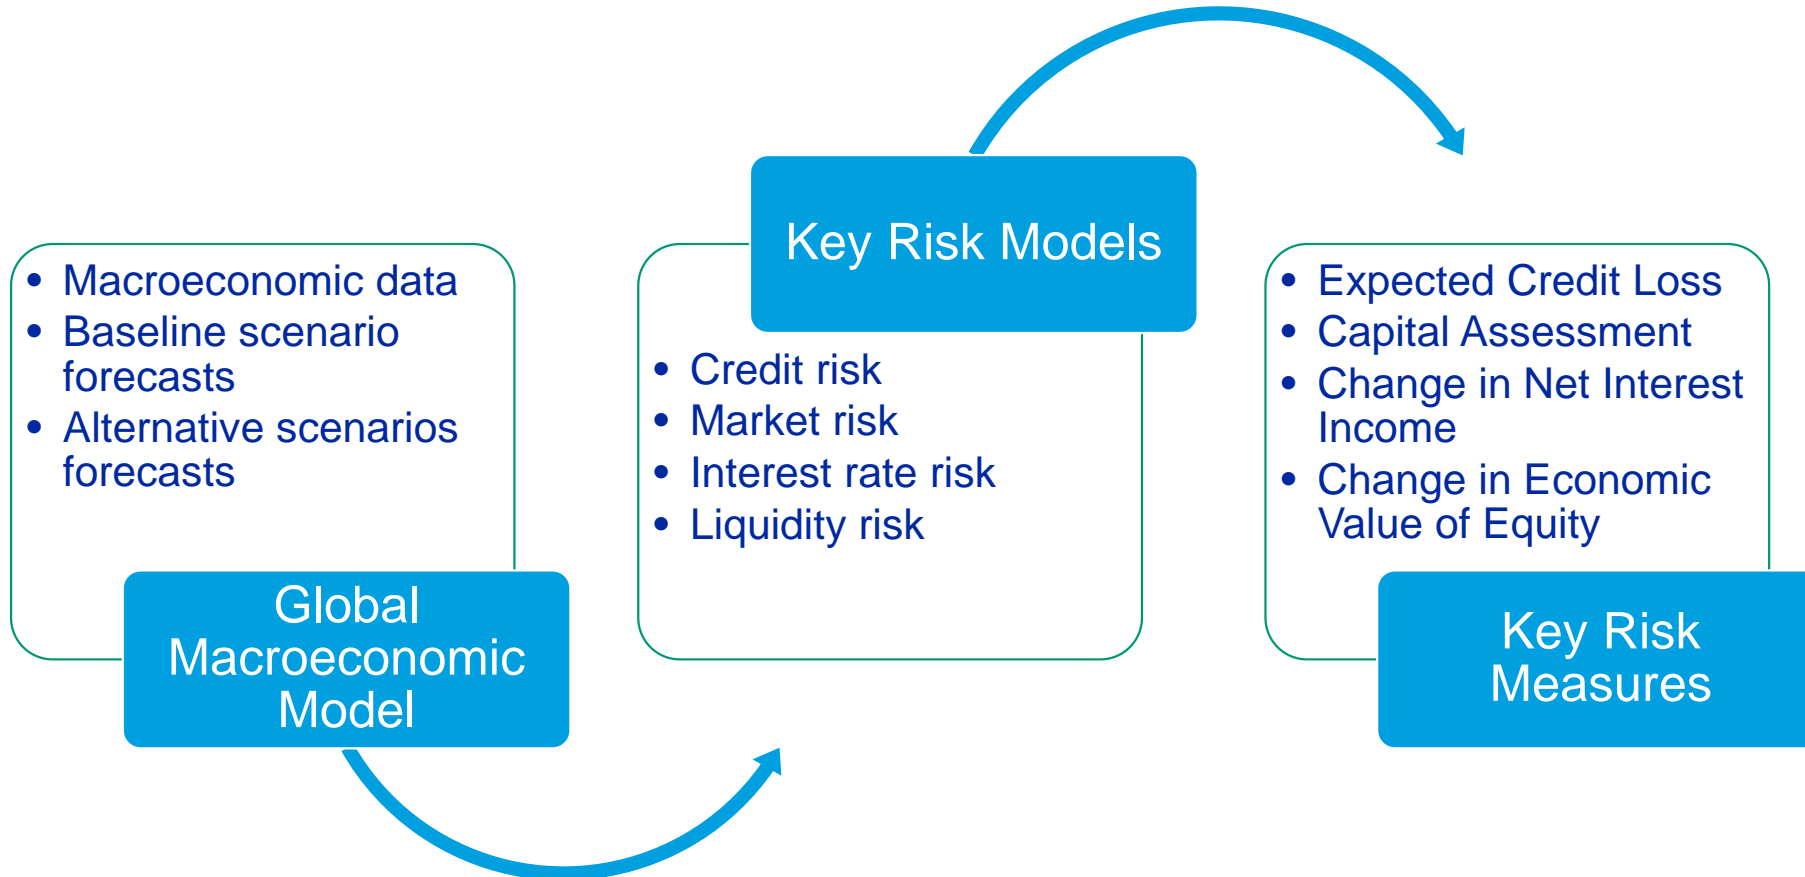 • Macroeconomic data
• Baseline scenario
forecasts
• Alternative scenarios
forecasts
Global
Macroeconomic
Model
Key Risk Models
• Credit risk
• Market risk
• Interest rate risk
• Liquidity risk
• Expected Credit Loss
• Capital Assessment
• Change in Net Interest
Income
• Change in Economic
Value of Equity
Key Risk
Measures